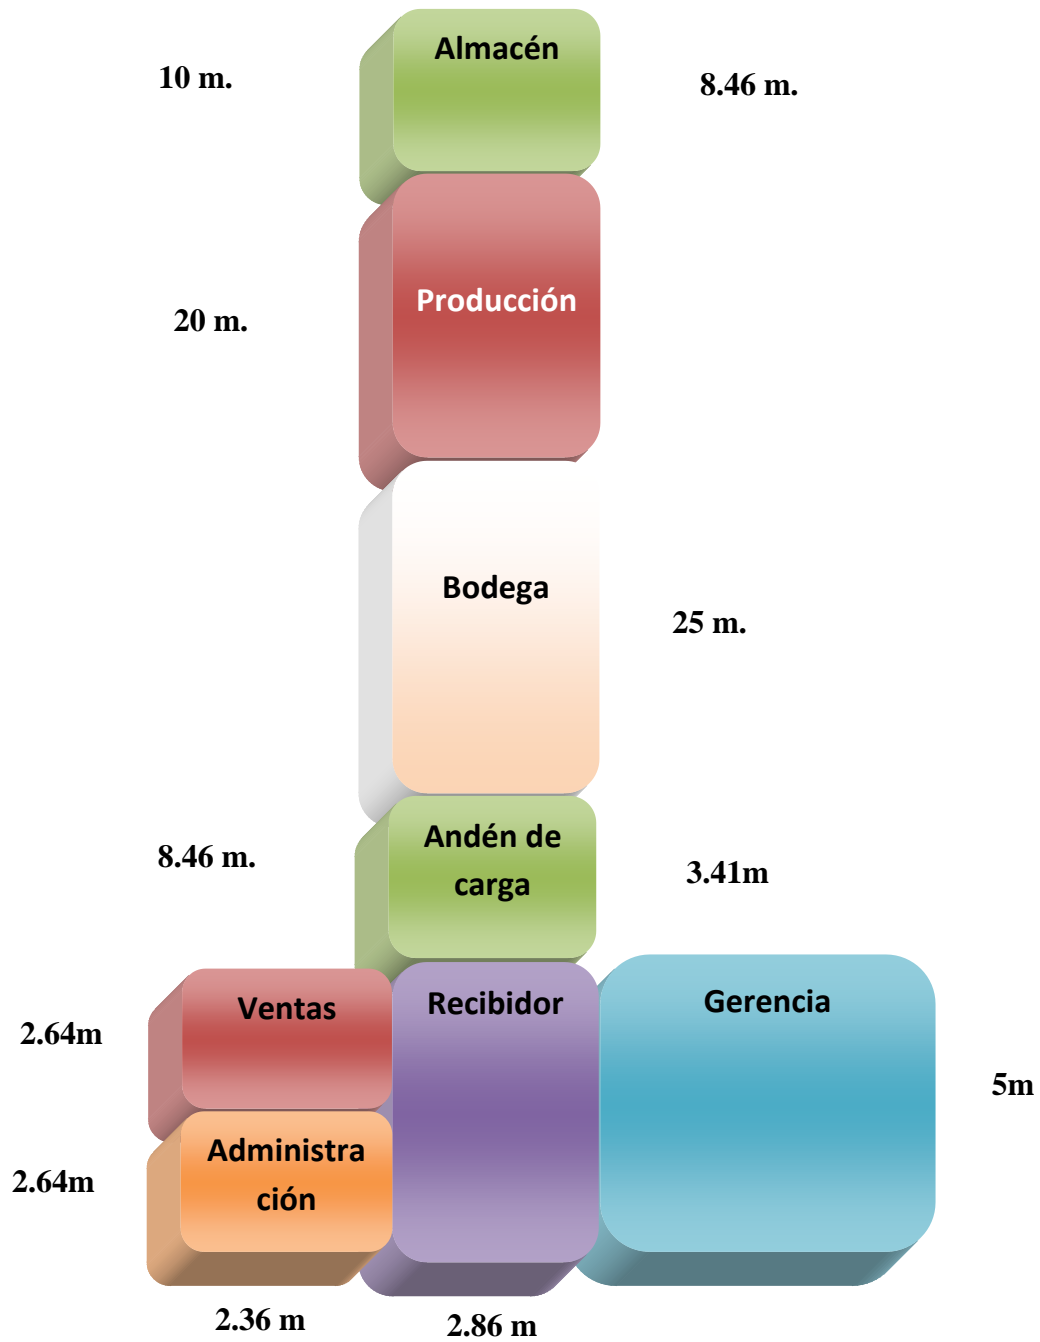 Almacén
10 m.
8.46 m.
Producción
20 m.
Bodega
25 m.
Andén de
carga
8.46 m.
3.41m
Ventas
Recibidor
Gerencia
2.64m
5m
Administra
ción
2.64m
2.36 m
2.86 m